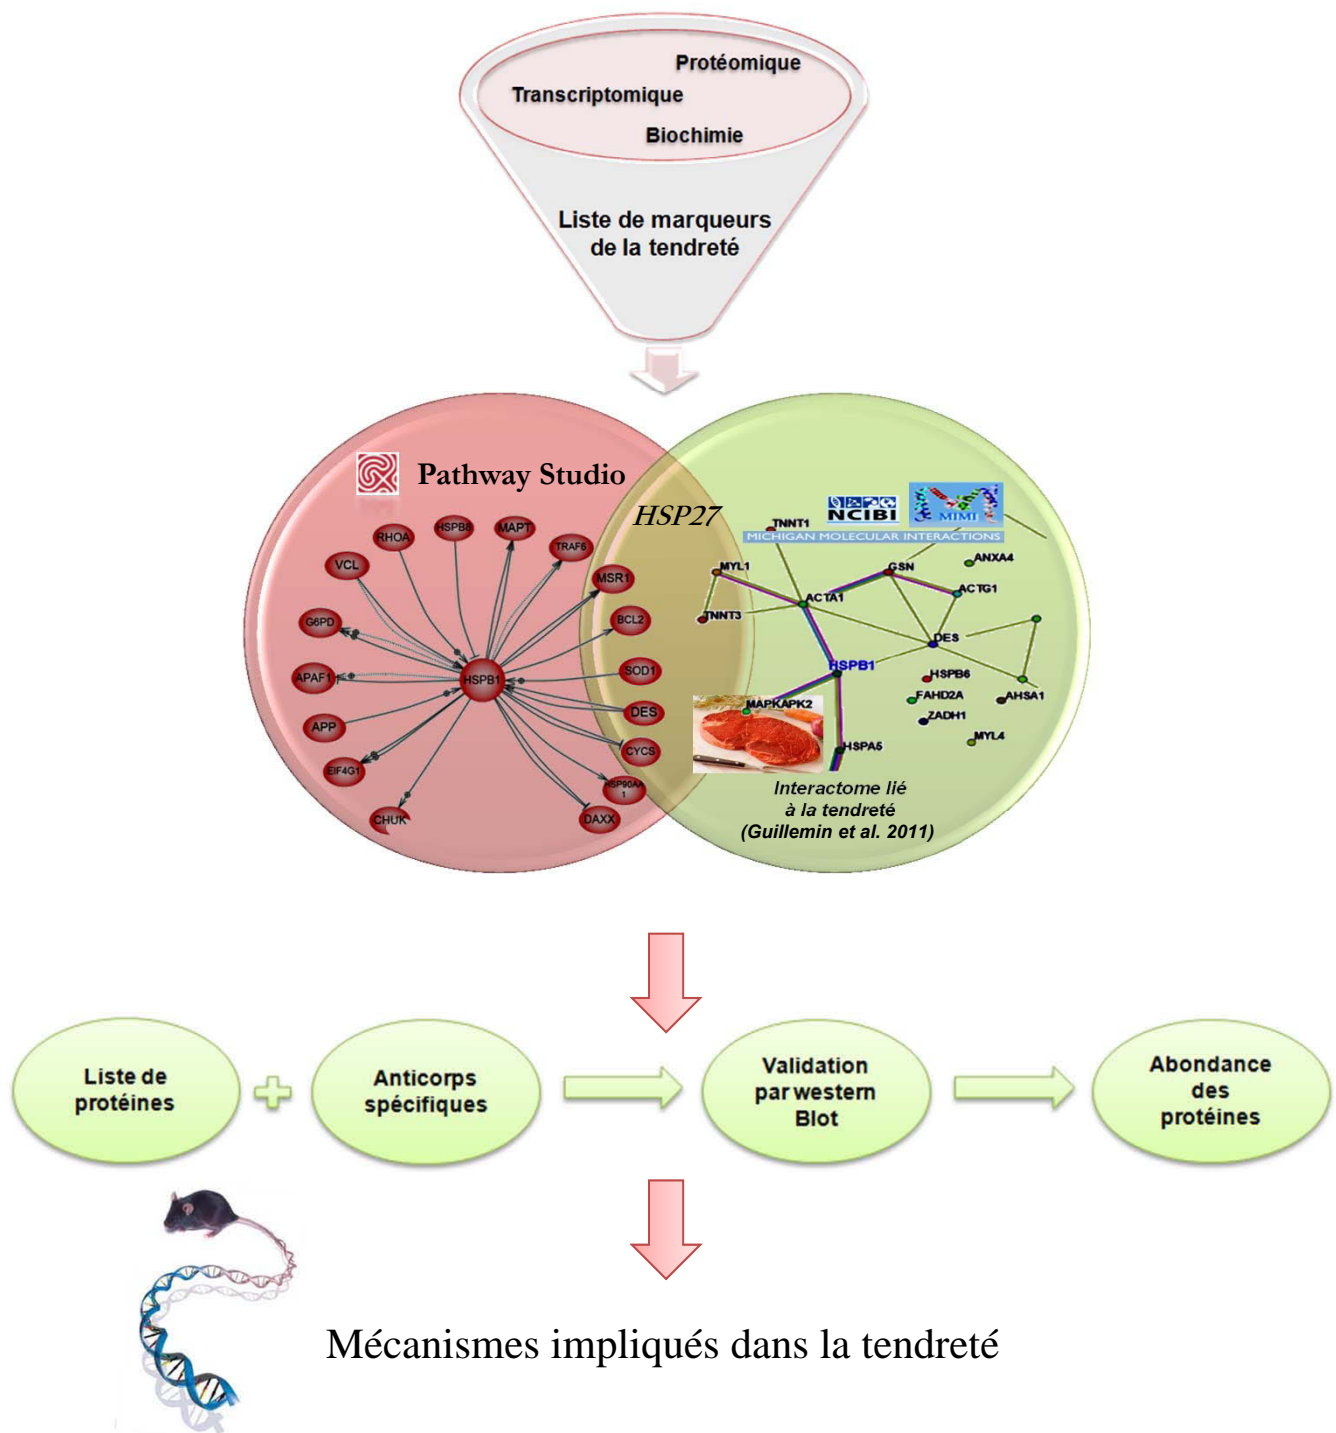 Protéomique
Transcriptomique
Biochimie
Liste de marqueurs
de la tendreté
Pathway Studio
HSP27
RHOA
HSPB8
MAPT
TRAF6
VCL
MSR1
G6PD
BCL2
APAF1
HSPB1
SOD1
APP
DES
EIF4G1
CYCS
HSP90AA
1
CHUK
DAXX
TNNT1
NCIBI
MIMI
MICHIGAN MOLECULAR INTERACTIONS
MYL1
GSN
ANXA4
ACTA1
ACTG1
TNNT3
DES
HSPB1
HSPB6
MAPKAPK2
FAHD2A
AHSA1
ZADH1
HSPA5
MYL4
Interactome lié
à la tendreté
(Guillemin et al. 2011)
Liste de
protéines
Anticorps
spécifiques
Validation
par western
Blot
Abondance
des
protéines
Mécanismes impliqués dans la tendreté